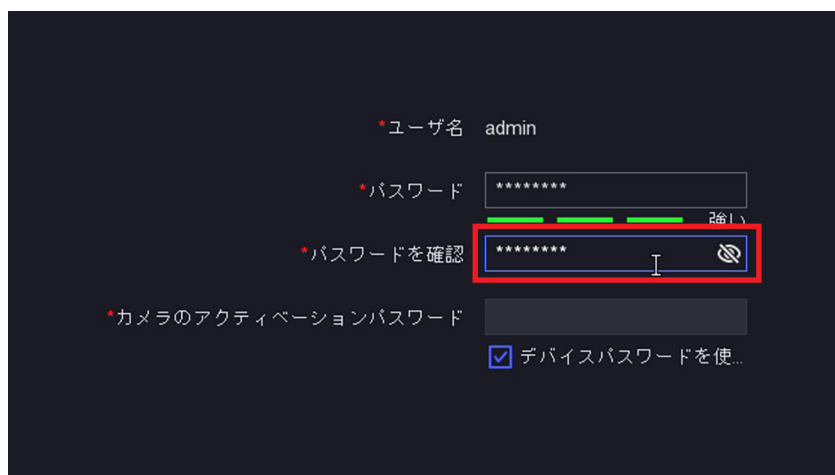 *ユーザ名 admin
*パスワード ********
強い
*パスワードを確認 ********
*カメラのアクティベーションパスワード
デバイスパスワードを使...